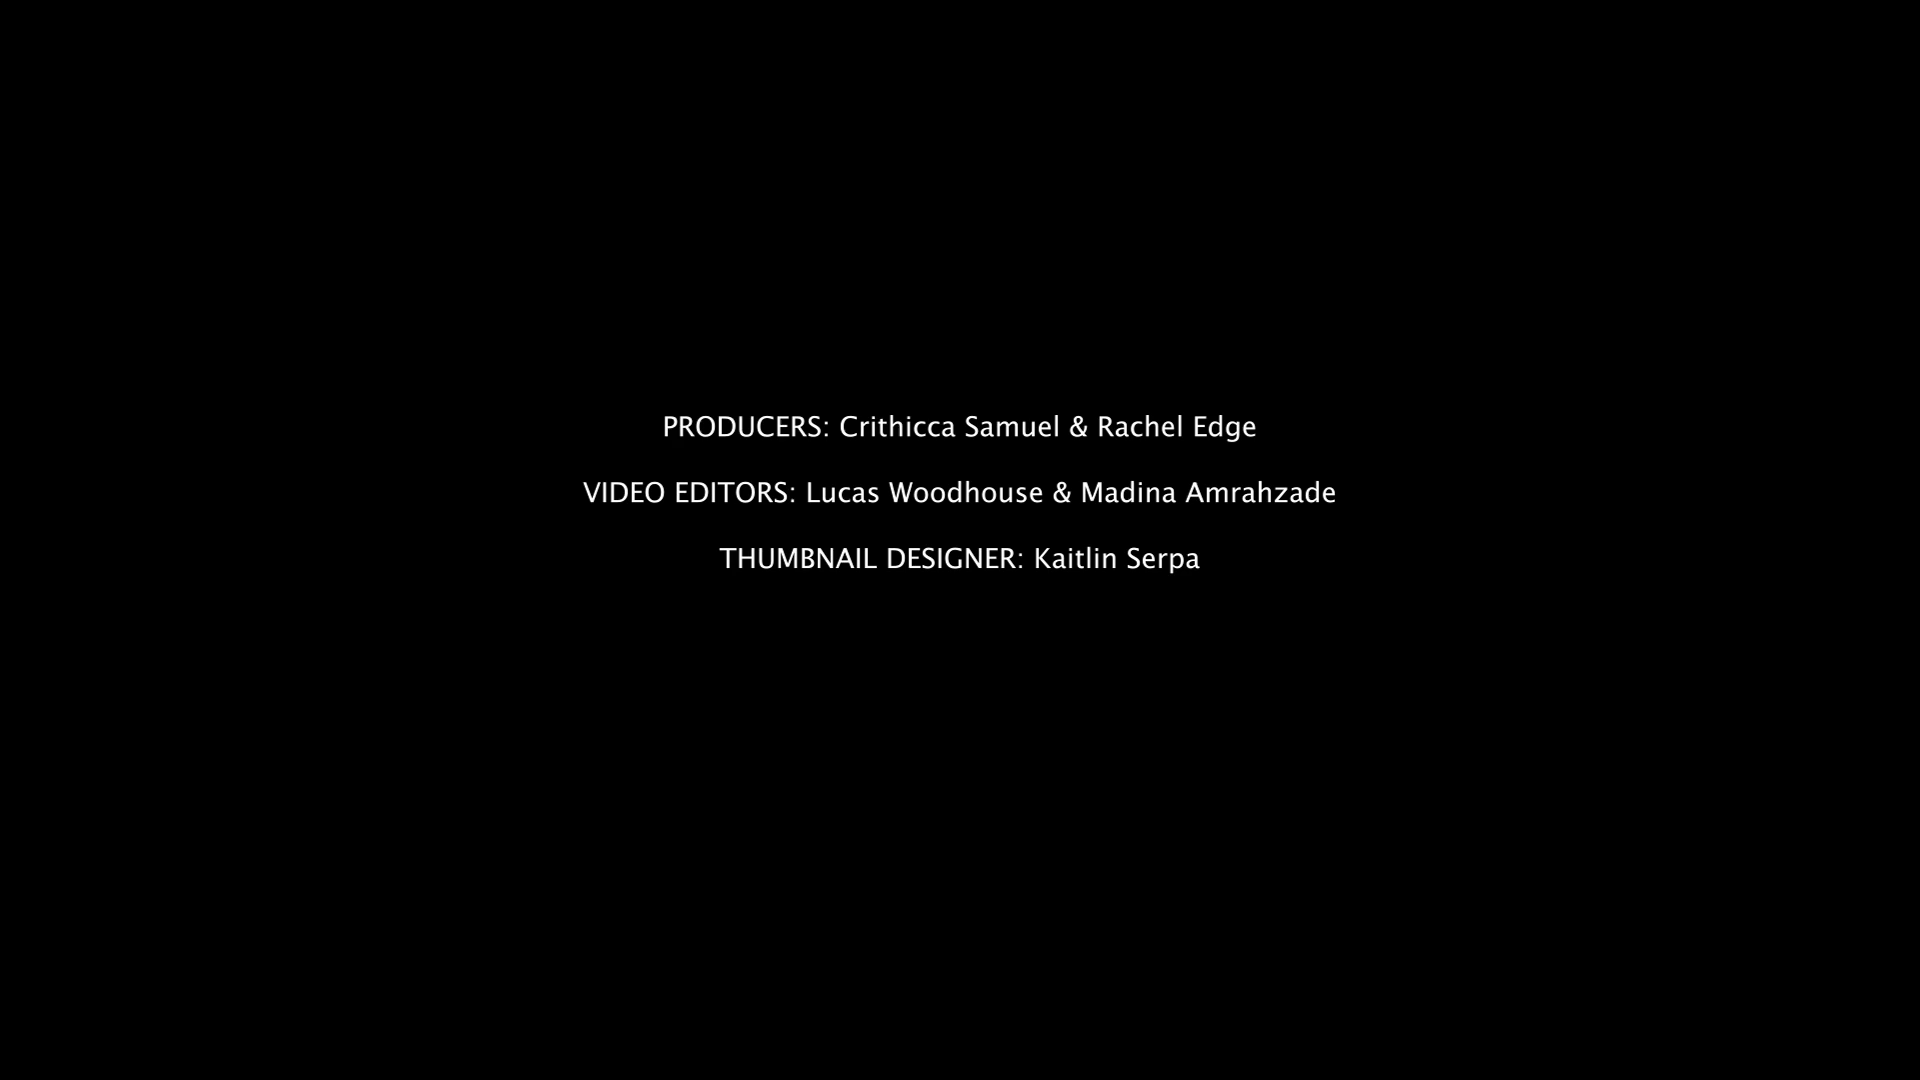 PRODUCERS: Crithicca Samuel & Rachel Edge
VIDEO EDITORS: Lucas Woodhouse & Madina Amrahzade
THUMBNAIL DESIGNER: Kaitlin Serpa